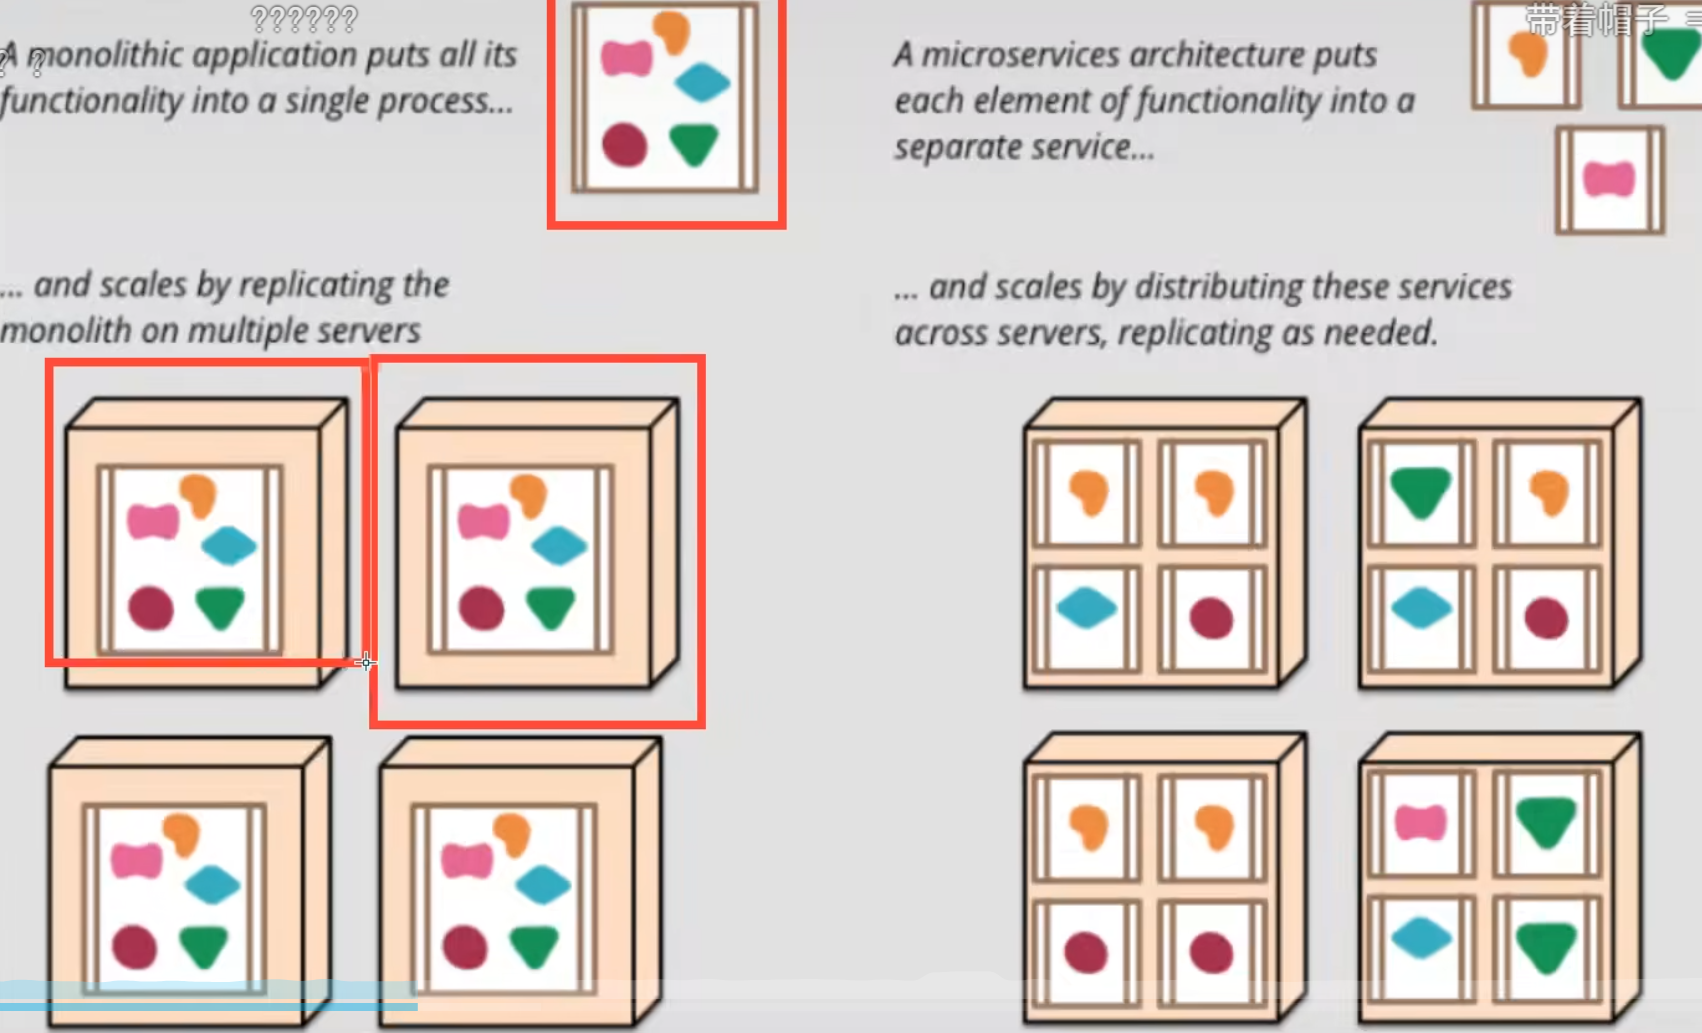 ??????
? ?
带着帽子
A monolithic application puts all its
functionality into a single process...
A microservices architecture puts
each element of functionality into a
separate service...
... and scales by replicating the
monolith on multiple servers
... and scales by distributing these services
across servers, replicating as needed.